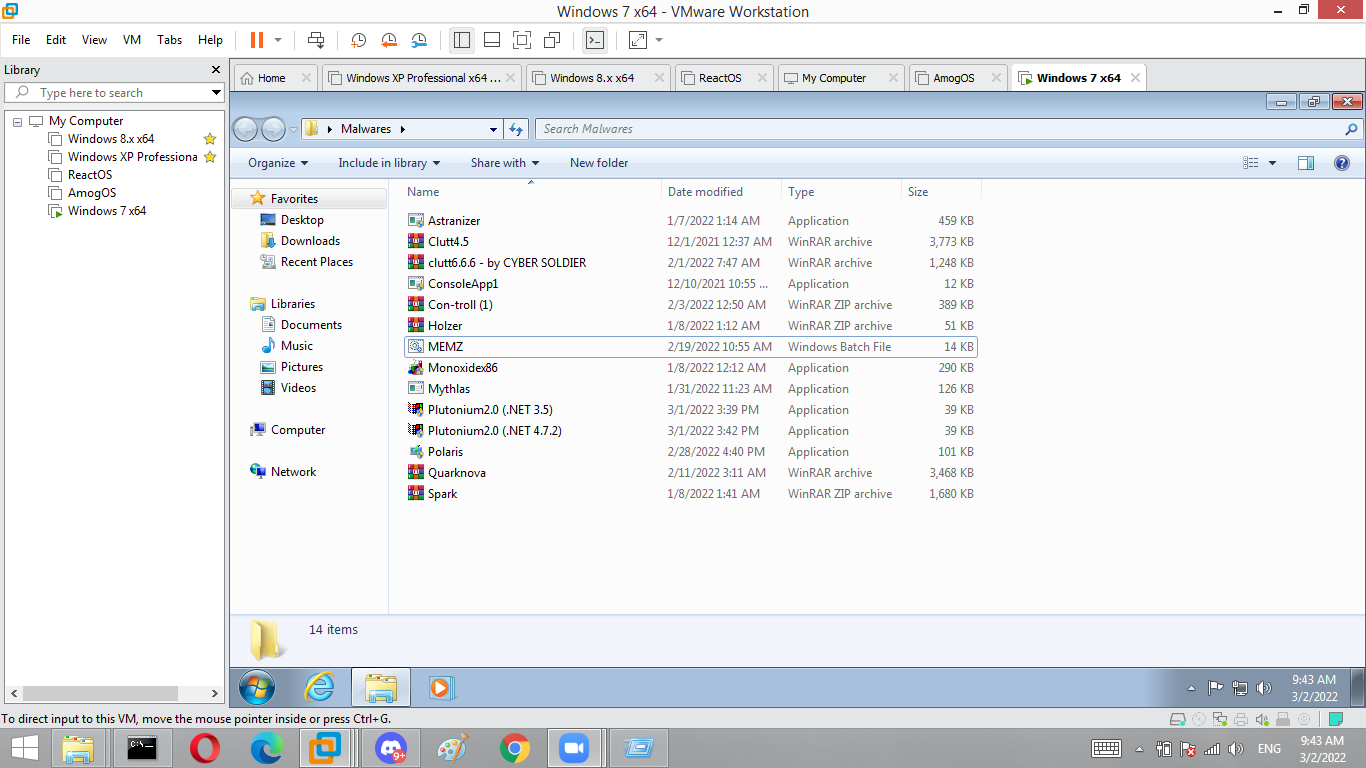 Windows 7 x64 - VMware Workstation
File Edit View VM Tabs Help
Library
Type here to search
My Computer
Windows 8.x x64
Windows XP Professiona
ReactOS
AmogOS
Windows 7 x64
Home Windows XP Professional x64 ... Windows 8.x x64 ReactOS My Computer AmogOS Windows 7 x64
Malwares
Search Malwares
Organize Include in library Share with New folder
Favorites
Desktop
Downloads
Recent Places
Libraries
Documents
Music
Pictures
Videos
Computer
Network
Name Date modified Type Size
Astranizer 1/7/2022 1:14 AM Application 459 KB
Clutt4.5 12/1/2021 12:37 AM WinRAR archive 3,773 KB
clutt6.6.6 - by CYBER SOLDIER 2/1/2022 7:47 AM WinRAR archive 1,248 KB
ConsoleApp1 12/10/2021 10:55 ... Application 12 KB
Con-troll (1) 2/3/2022 12:50 AM WinRAR ZIP archive 389 KB
Holzer 1/8/2022 1:12 AM WinRAR ZIP archive 51 KB
MEMZ 2/19/2022 10:55 AM Windows Batch File 14 KB
Monoxidex86 1/8/2022 12:12 AM Application 290 KB
Mythlas 1/31/2022 11:23 AM Application 126 KB
Plutonium2.0 (.NET 3.5) 3/1/2022 3:39 PM Application 39 KB
Plutonium2.0 (.NET 4.7.2) 3/1/2022 3:42 PM Application 39 KB
Polaris 2/28/2022 4:40 PM Application 101 KB
Quarknova 2/11/2022 3:11 AM WinRAR archive 3,468 KB
Spark 1/8/2022 1:41 AM WinRAR ZIP archive 1,680 KB
14 items
9:43 AM
3/2/2022
To direct input to this VM, move the mouse pointer inside or press Ctrl+G.
C:\
9+
ENG
9:43 AM
3/2/2022